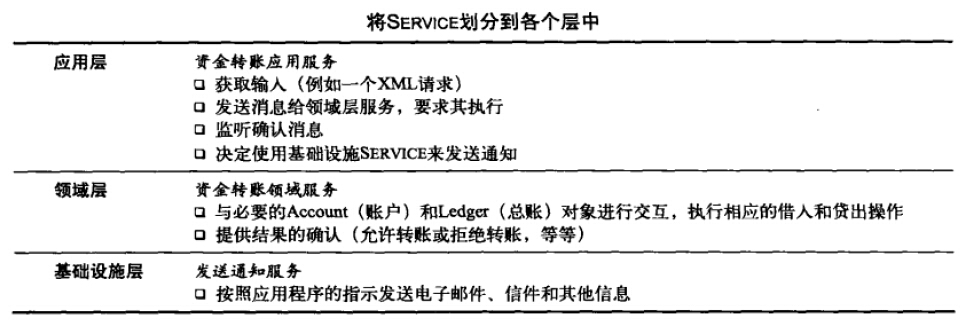 将SERVICE划分到各个层中
应用层 资金转账应用服务
□ 获取输入（例如一个XML请求）
□ 发送消息给领域层服务，要求其执行
□ 监听确认消息
□ 决定使用基础设施SERVICE来发送通知
领域层 资金转账领域服务
□ 与必要的Account（账户）和Ledger（总账）对象进行交互，执行相应的借入和贷出操作
□ 提供结果的确认（允许转账或拒绝转账，等等）
基础设施层 发送通知服务
□ 按照应用程序的指示发送电子邮件、信件和其他信息